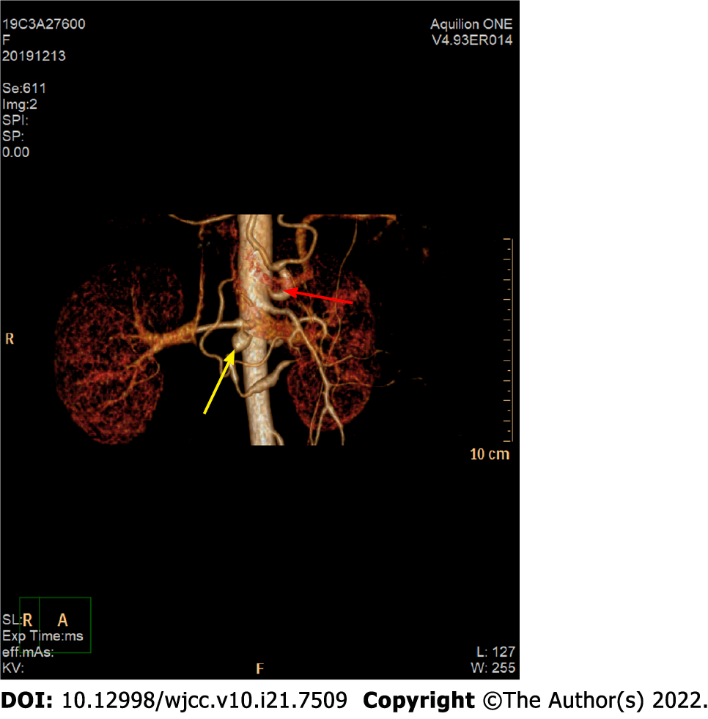 19C3A27600
F
20191213
Se:611
Img:2
SPI:
SP:
0.00
Aquilion ONE
V4.93ER014
R
10 cm
SL:
R A
Exp Time:ms
eff.mAs:
KV:
F
L: 127
W: 255
DOI: 10.12998/wjcc.v10.i21.7509 Copyright ©The Author(s) 2022.